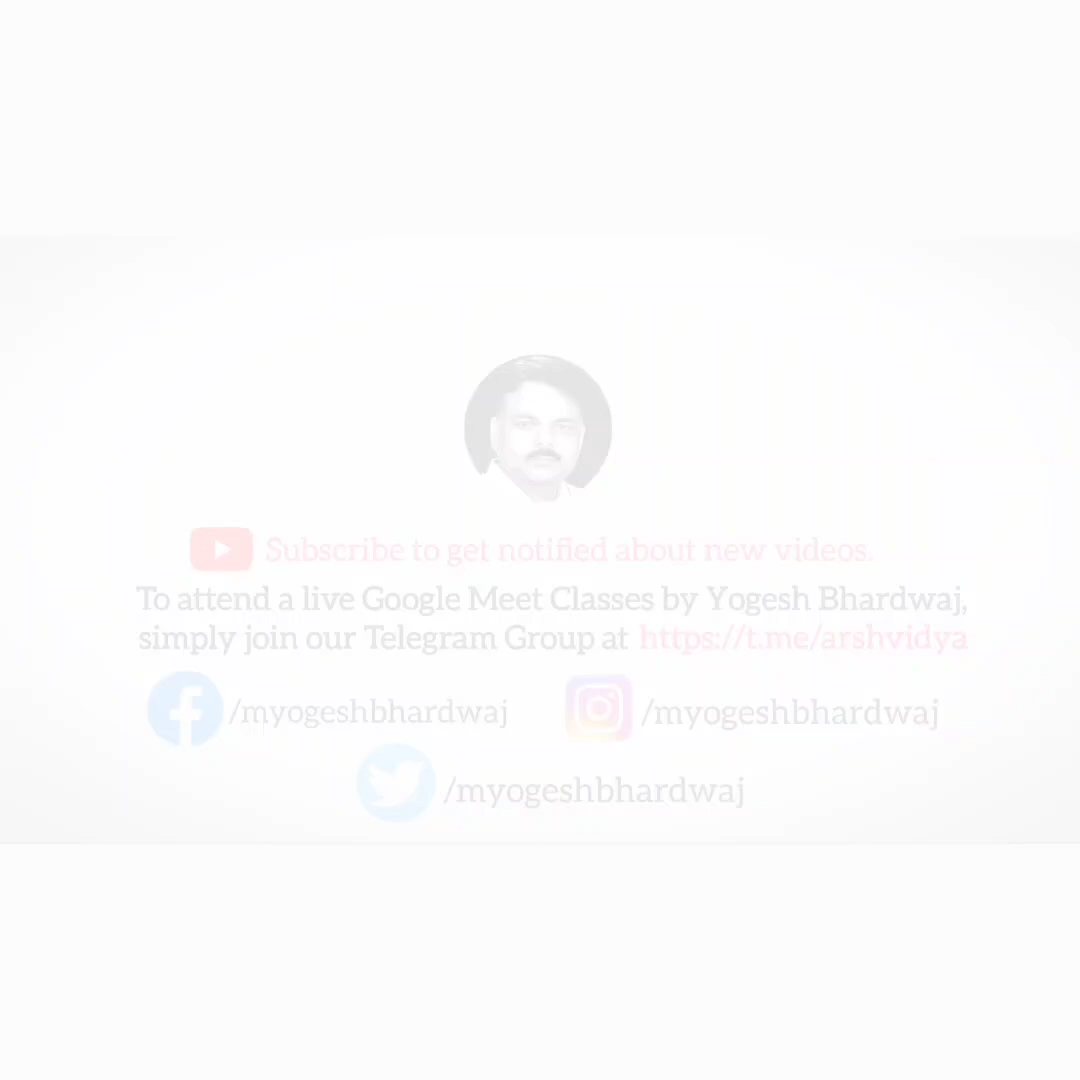 Subscribe to get notified about new videos.
To attend a live Google Meet Classes by Yogesh Bhardwaj,
simply join our Telegram Group at https://t.me/arshvidya
/myogeshbhardwaj /myogeshbhardwaj
/myogeshbhardwaj